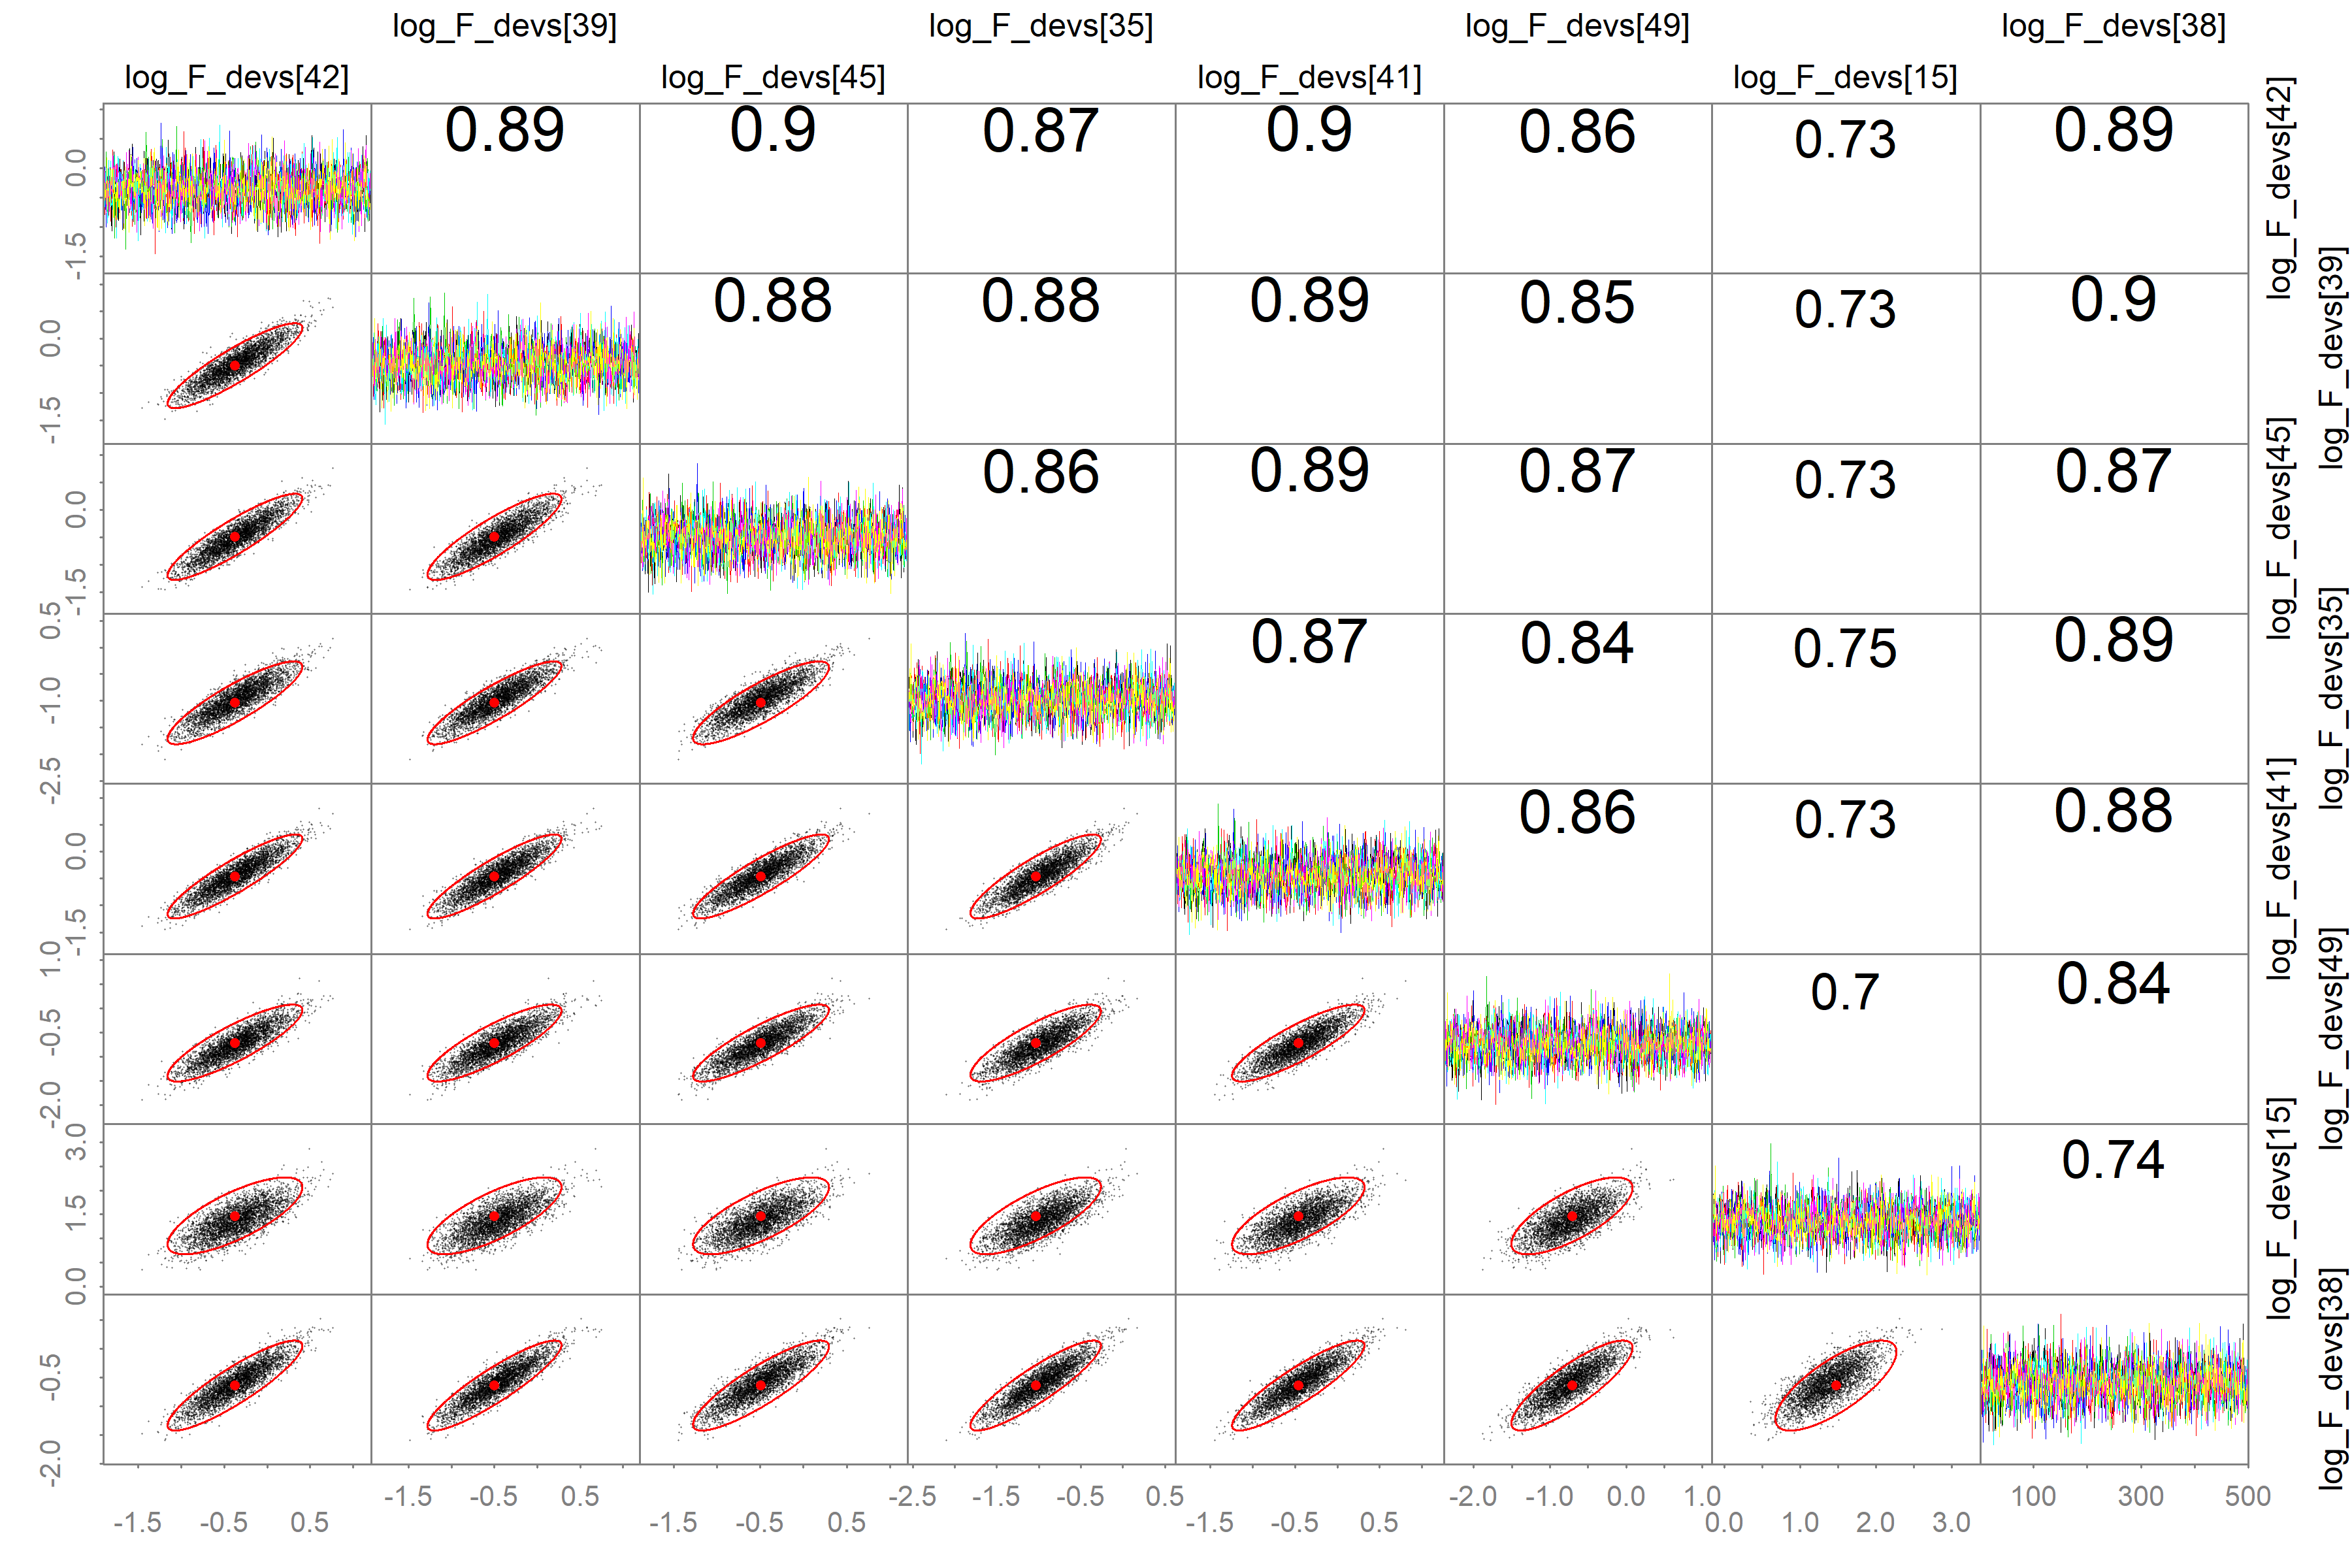 log_F_devs[39] log_F_devs[35] log_F_devs[49] log_F_devs[38]
log_F_devs[42] log_F_devs[45] log_F_devs[41] log_F_devs[15]
0.89 0.9 0.87 0.9 0.86 0.73 0.89
0.88 0.88 0.89 0.85 0.73 0.9
0.86 0.89 0.87 0.73 0.87
0.87 0.84 0.75 0.89
0.86 0.73 0.88
0.7 0.84
0.74
0.0
-1.5
0.0
-1.5
0.0
-1.5
0.5
-1.0
-2.5
0.0
-1.5
1.0
-0.5
-2.0
3.0
1.5
0.0
-0.5
-2.0
log_F_devs[42]
log_F_devs[39]
log_F_devs[45]
log_F_devs[35]
log_F_devs[41]
log_F_devs[49]
log_F_devs[15]
log_F_devs[38]
-1.5 -0.5 0.5 -2.5 -1.5 -0.5 0.5 -2.0 -1.0 0.0 1.0 100 300 500
-1.5 -0.5 0.5 -1.5 -0.5 0.5 -1.5 -0.5 0.5 0.0 1.0 2.0 3.0